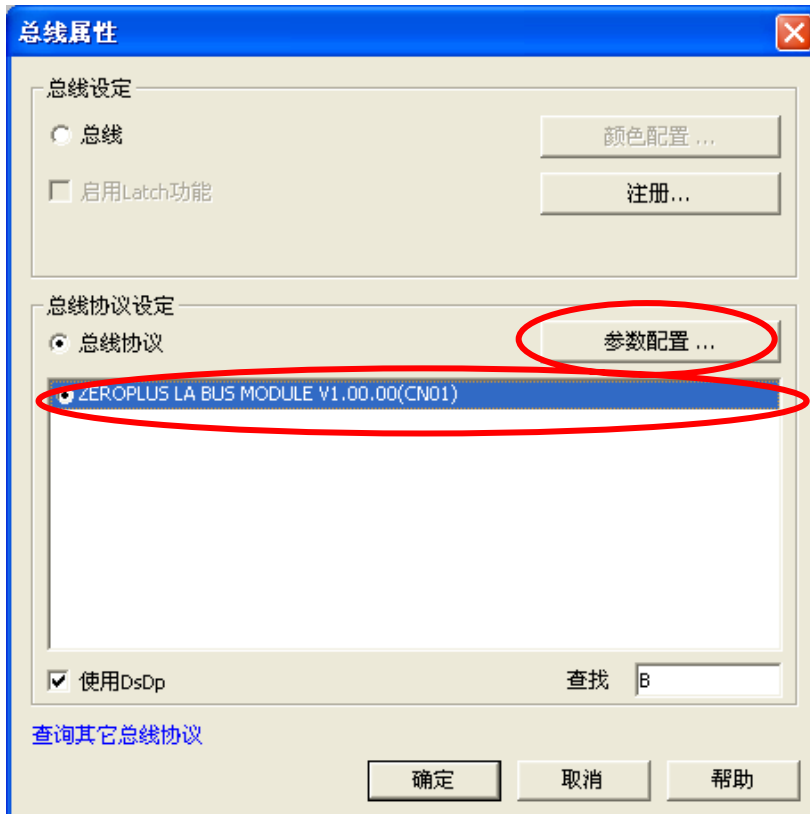 总线属性
总线设定
总线
颜色配置 ...
启用Latch功能
注册...
总线协议设定
总线协议
参数配置 ...
ZEROPLUS LA BUS MODULE V1.00.00(CN01)
使用DsDp
查找
B
查询其它总线协议
确定
取消
帮助